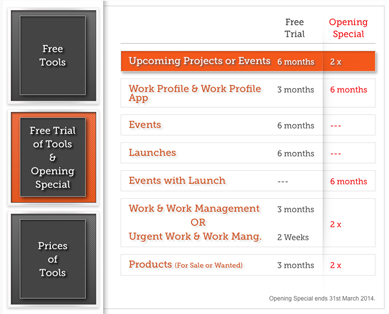 Free
Tools
Free Trial
of Tools
&
Opening
Special
Prices
of
Tools
Free Opening
Trial Special
Upcoming Projects or Events 6 months 2 x
Work Profile & Work Profile 3 months 6 months
App
Events 6 months ---
Launches 6 months ---
Events with Launch --- 6 months
Work & Work Management 3 months
OR 2 x
Urgent Work & Work Mang. 2 Weeks
Products (For Sale or Wanted) 3 months 2 x
Opening Special ends 31st March 2014.